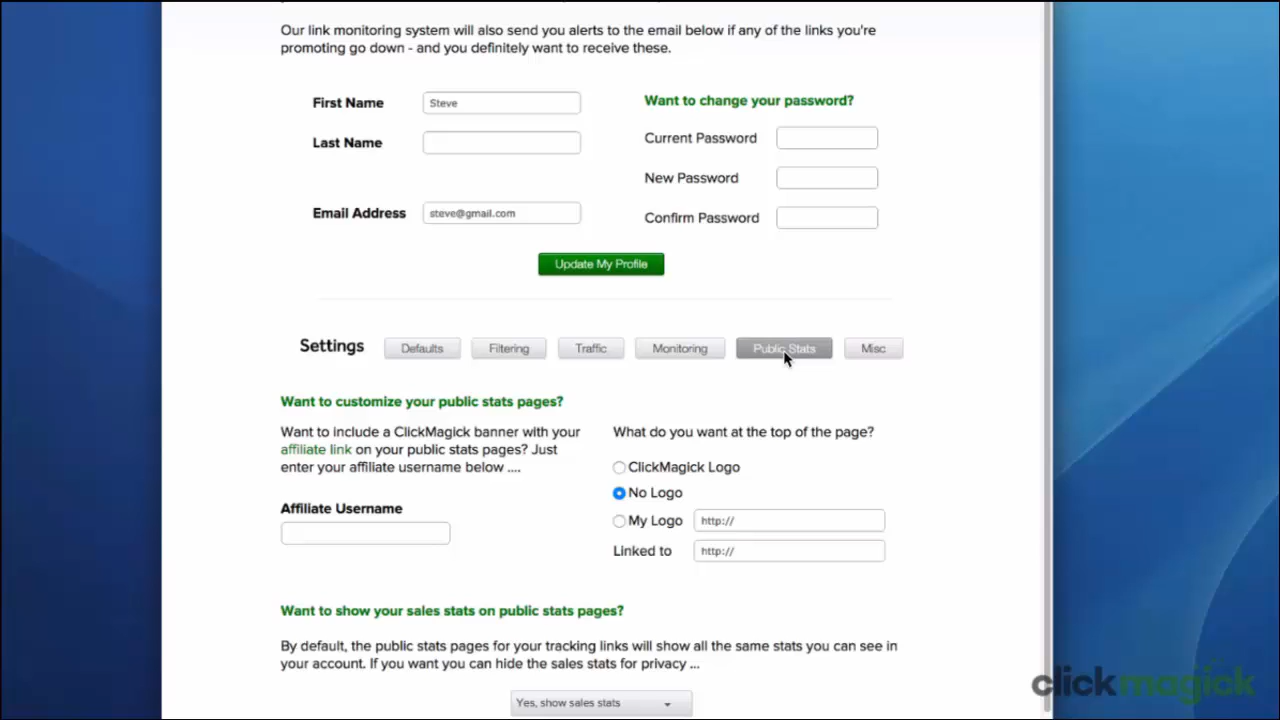 Our link monitoring system will also send you alerts to the email below if any of the links you're
promoting go down - and you definitely want to receive these.
First Name
Steve
Last Name
Email Address
steve@gmail.com
Want to change your password?
Current Password
New Password
Confirm Password
Update My Profile
Settings
Defaults
Filtering
Traffic
Monitoring
Public Stats
Misc
Want to customize your public stats pages?
Want to include a ClickMagick banner with your
affiliate link on your public stats pages? Just
enter your affiliate username below ....
Affiliate Username
What do you want at the top of the page?
ClickMagick Logo
No Logo
My Logo
http://
Linked to
http://
Want to show your sales stats on public stats pages?
By default, the public stats pages for your tracking links will show all the same stats you can see in
your account. If you want you can hide the sales stats for privacy ...
Yes, show sales stats
clickmagick